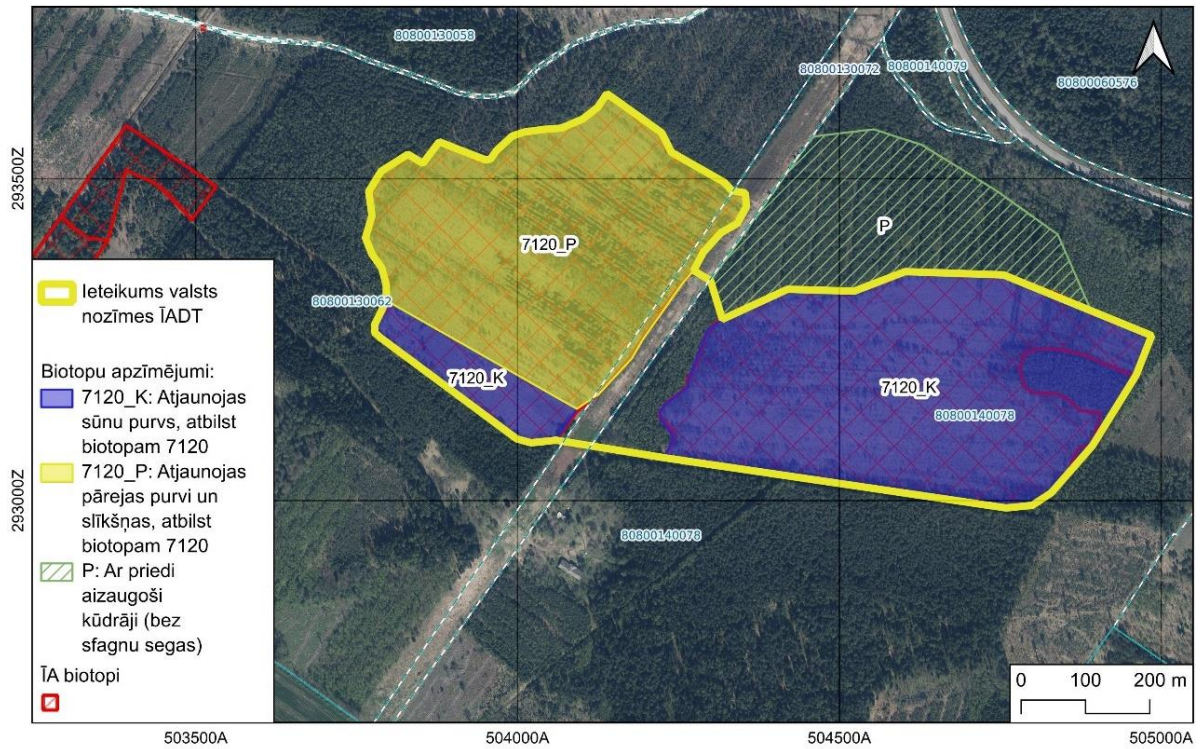 80800130058
80800130072
80800140079
80800060576
293500Z
7120_P
P
80800130062
7120_K
7120_K
80800140078
293000Z
80800140078
Ieteikums valsts
nozīmes ĪADT
Biotopu apzīmējumi:
7120_K: Atjaunojas
sūnu purvs, atbilst
biotopam 7120
7120_P: Atjaunojas
pārejas purvi un
slīkšņas, atbilst
biotopam 7120
P: Ar priedi
aizaugoši
kūdrāji (bez
sfagnu segas)
ĪA biotopi
0 100 200 m
503500A
504000A
504500A
505000A